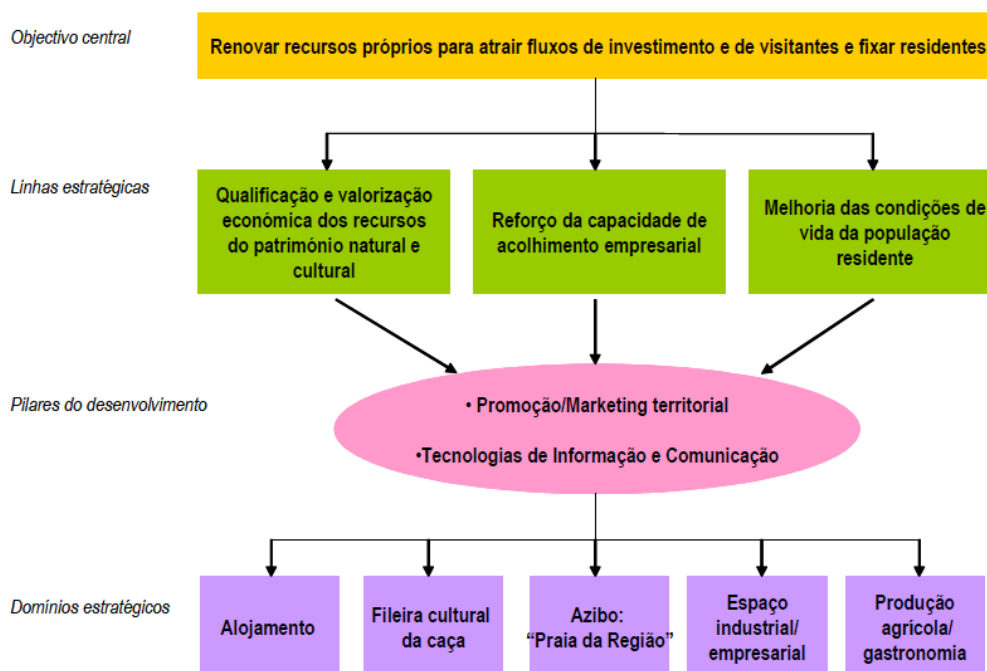 Objectivo central
Renovar recursos próprios para atrair fluxos de investimento e de visitantes e fixar residentes
Linhas estratégicas
Qualificação e valorização
económica dos recursos
do património natural e
cultural
Reforço da capacidade de
acolhimento empresarial
Melhoria das condições de
vida da população
residente
Pilares do desenvolvimento
• Promoção/Marketing territorial
•Tecnologias de Informação e Comunicação
Domínios estratégicos
Alojamento
Fileira cultural
da caça
Azibo:
“Praia da Região”
Espaço
industrial/
empresarial
Produção
agrícola/
gastronomia